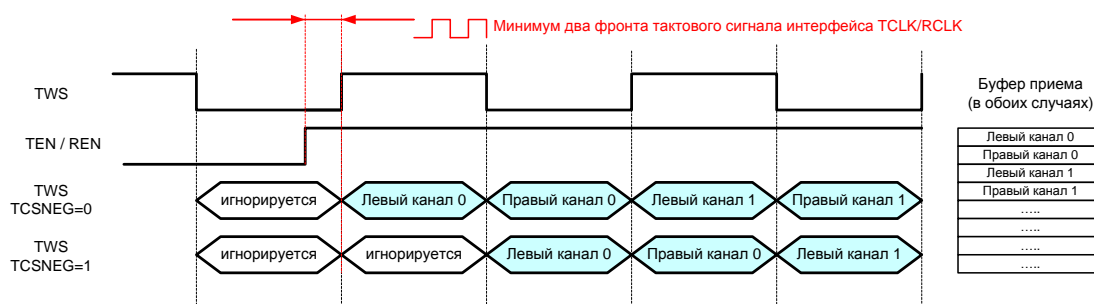 Минимум два фронта тактового сигнала интерфейса TCLK/RCLK
TWS
TEN / REN
TWS
TCSNEG=0
игнорируется
Левый канал 0
Правый канал 0
Левый канал 1
Правый канал 1
TWS
TCSNEG=1
игнорируется
игнорируется
Левый канал 0
Правый канал 0
Левый канал 1
Буфер приема
(в обоих случаях)
Левый канал 0
Правый канал 0
Левый канал 1
Правый канал 1
…..
…..
…..
…..